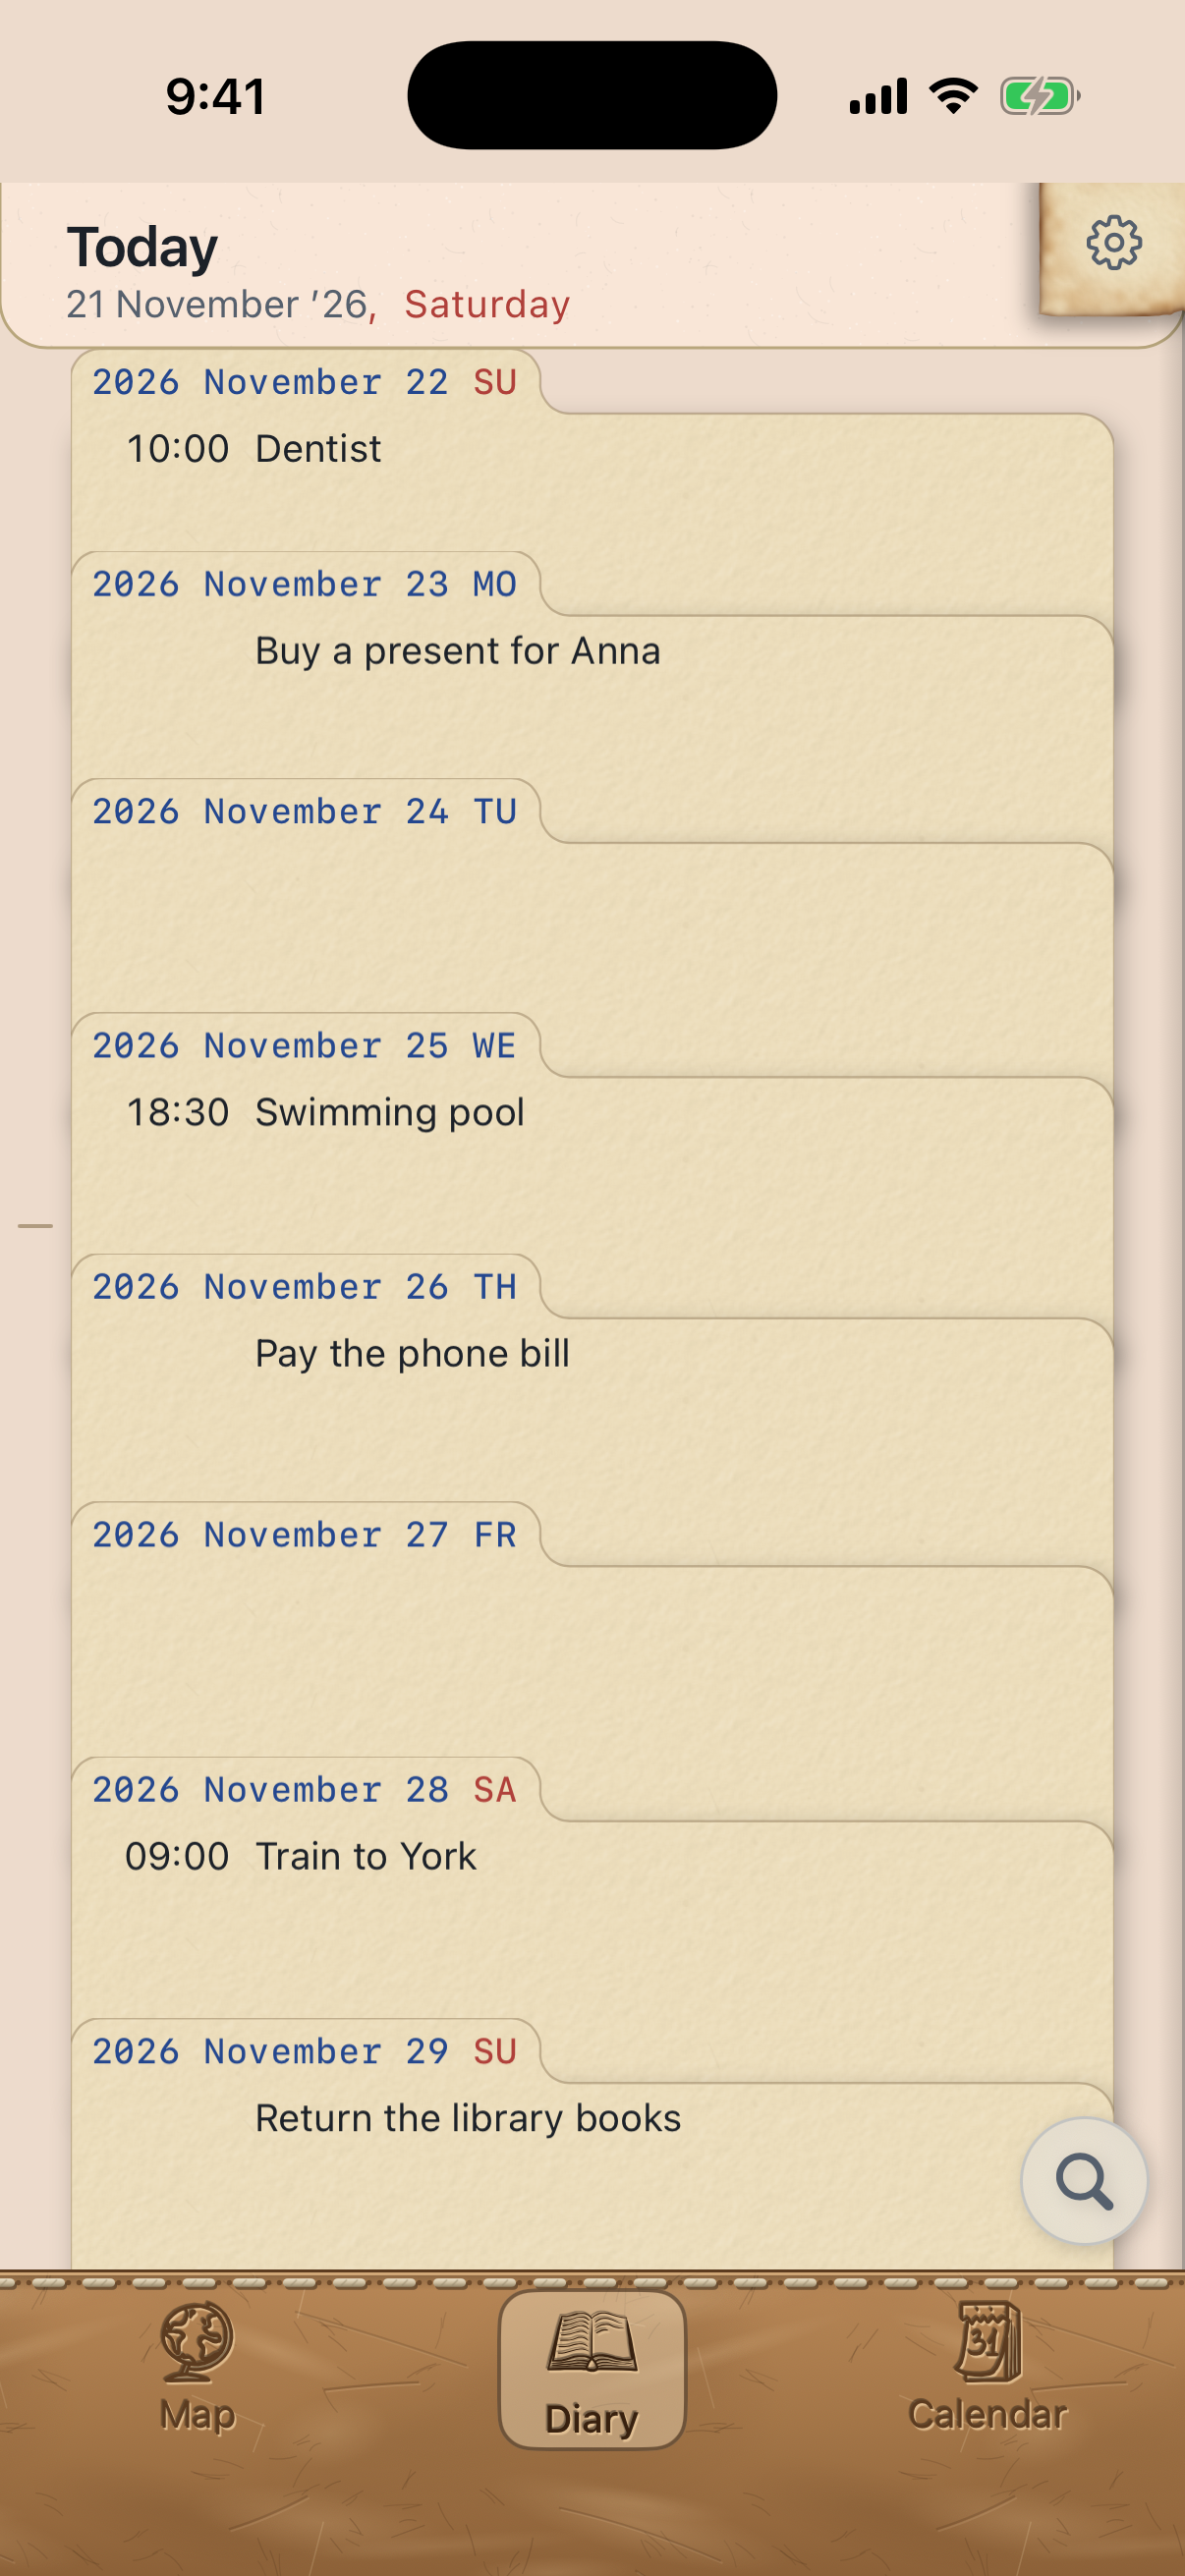 9:41
Today
21 November ’26, Saturday
2026 November 22 SU
10:00 Dentist
2026 November 23 MO
Buy a present for Anna
2026 November 24 TU
2026 November 25 WE
18:30 Swimming pool
2026 November 26 TH
Pay the phone bill
2026 November 27 FR
2026 November 28 SA
09:00 Train to York
2026 November 29 SU
Return the library books
31
Map Diary Calendar